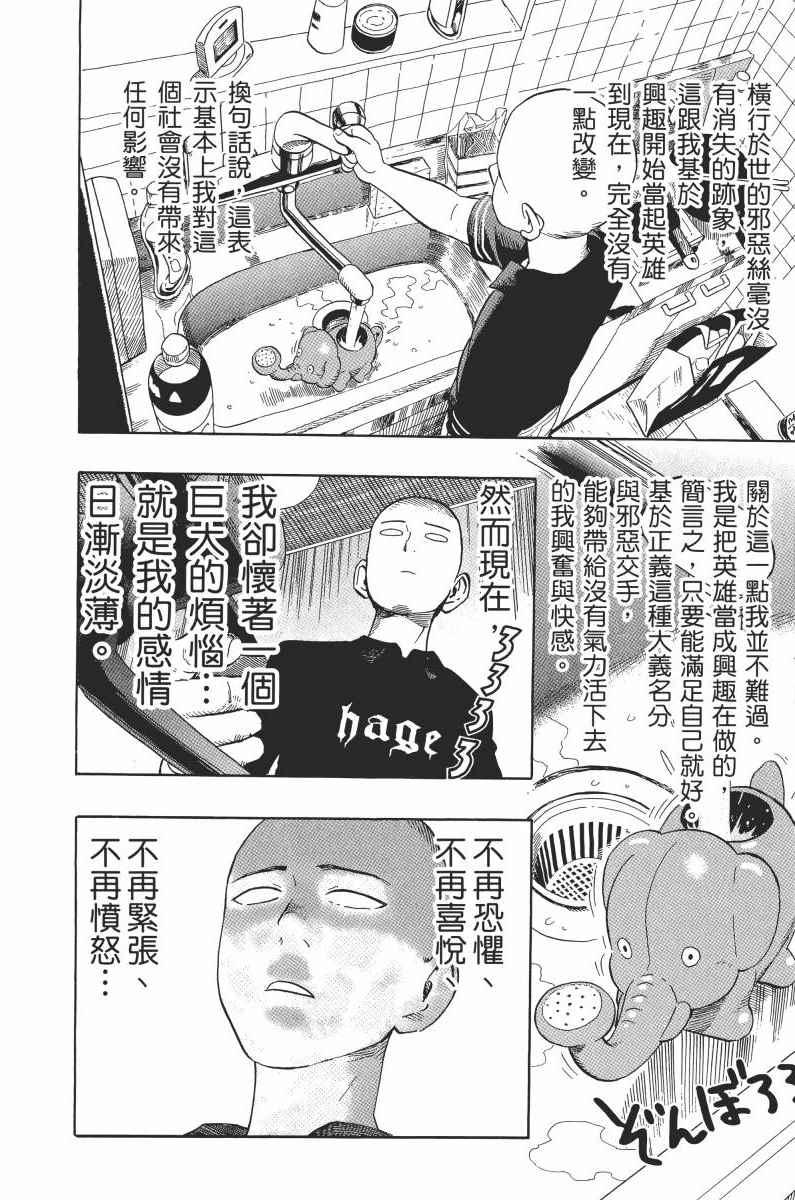 橫行於世的邪惡絲毫沒
有消失的跡象，
這跟我基於
興趣開始當起英雄
到現在，完全沒有
一點改變。
換句話說，這表
示基本上我對這
個社會沒有帶來
任何影響。
關於這一點我並不難過。
我是把英雄當成興趣在做的，
簡言之，只要能滿足自己就好。
基於正義這種大義名分
與邪惡交手，
能夠帶給沒有氣力活下去
的我興奮與快感。
ぞんぼろろ
然而現在，
ろろろろろ
我卻懷著一個
巨大的煩惱…
就是我的感情
日漸淡薄。
hage
不再恐懼、
不再喜悅、
不再緊張、
不再憤怒…